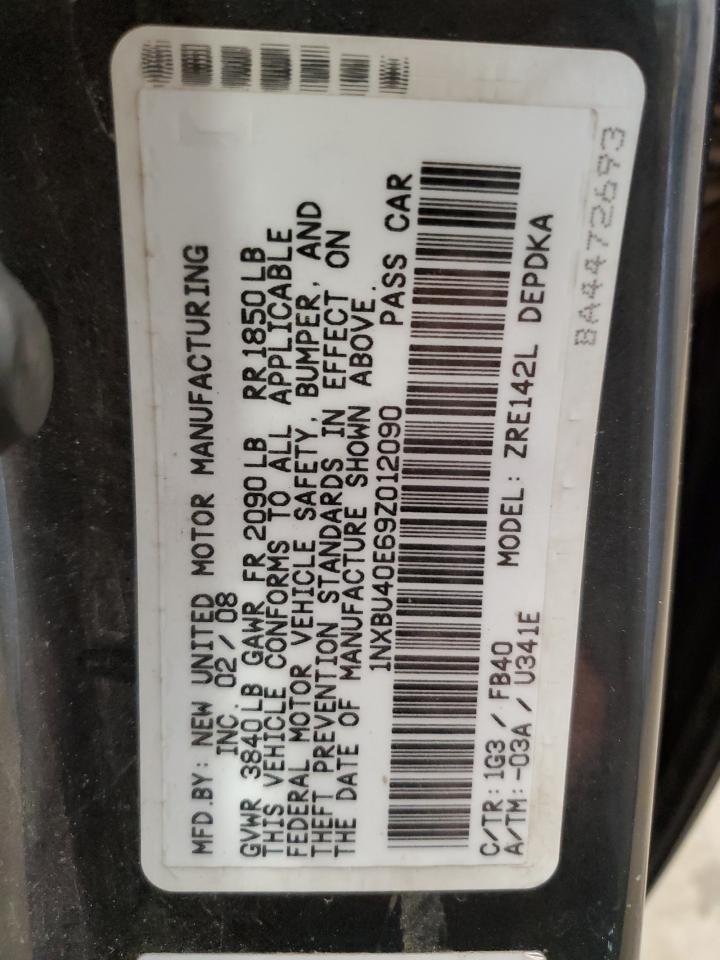 MFD.BY: NEW UNITED MOTOR MANUFACTURING
INC. 02/08
GVWR 3840LB GAWR FR 2090LB RR1850LB
THIS VEHICLE CONFORMS TO ALL APPLICABLE
FEDERAL MOTOR VEHICLE SAFETY, BUMPER, AND
THEFT PREVENTION STANDARDS IN EFFECT ON
THE DATE OF MANUFACTURE SHOWN ABOVE.
1NXBU40E69Z012090 PASS CAR
C/TR:1G3/FB40 MODEL: ZRE142L DEPDKA
A/TM:-03A/U341E
BA4472693